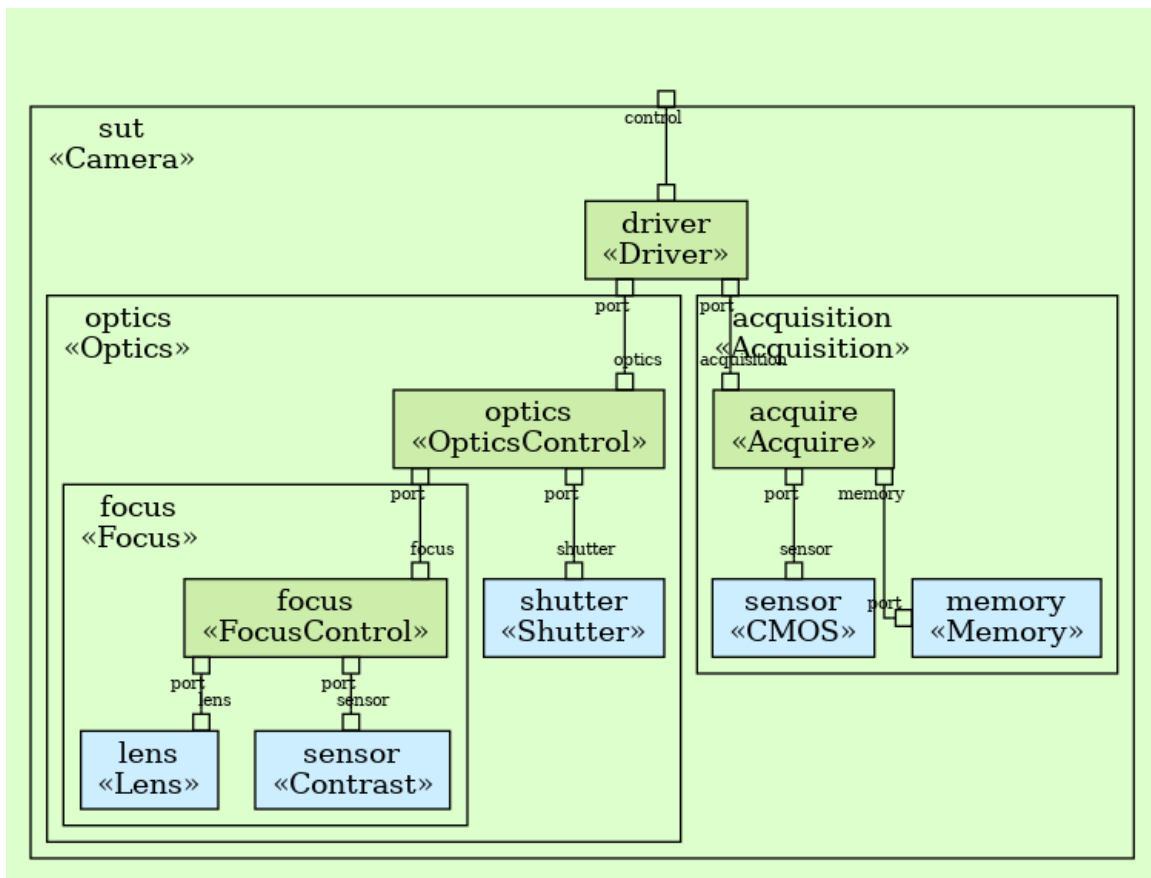 control
sut
«Camera»
driver
«Driver»
port
port
optics
«Optics»
acquisition
«Acquisition»
optics
acquisition
optics
«OpticsControl»
acquire
«Acquire»
port
port
port
memory
focus
«Focus»
focus
shutter
sensor
focus
«FocusControl»
shutter
«Shutter»
sensor
«CMOS»
port
memory
«Memory»
port
port
lens
sensor
lens
«Lens»
sensor
«Contrast»